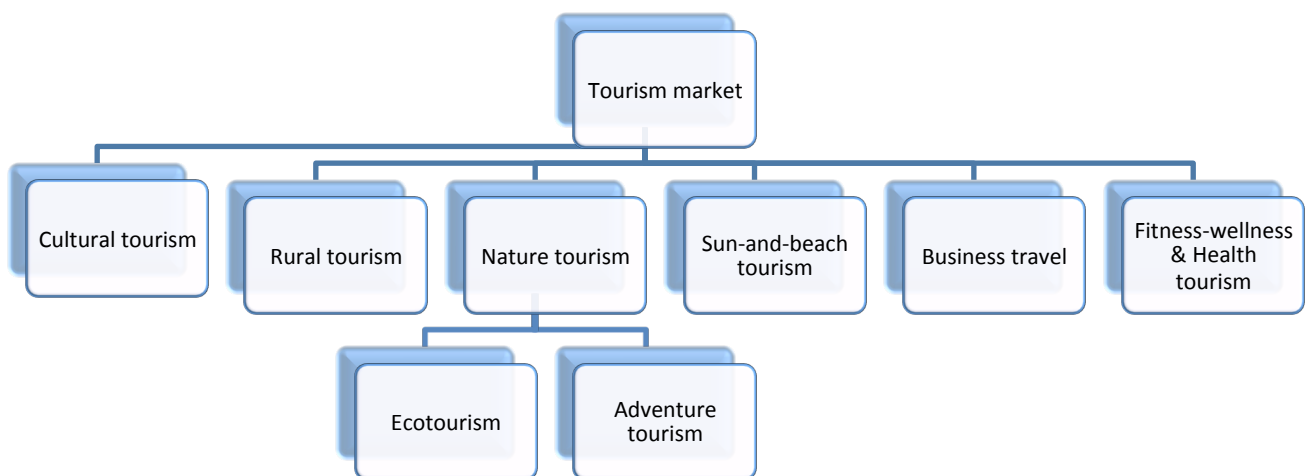 Tourism market
Cultural tourism
Rural tourism
Nature tourism
Sun-and-beach
tourism
Business travel
Fitness-wellness
& Health
tourism
Ecotourism
Adventure
tourism